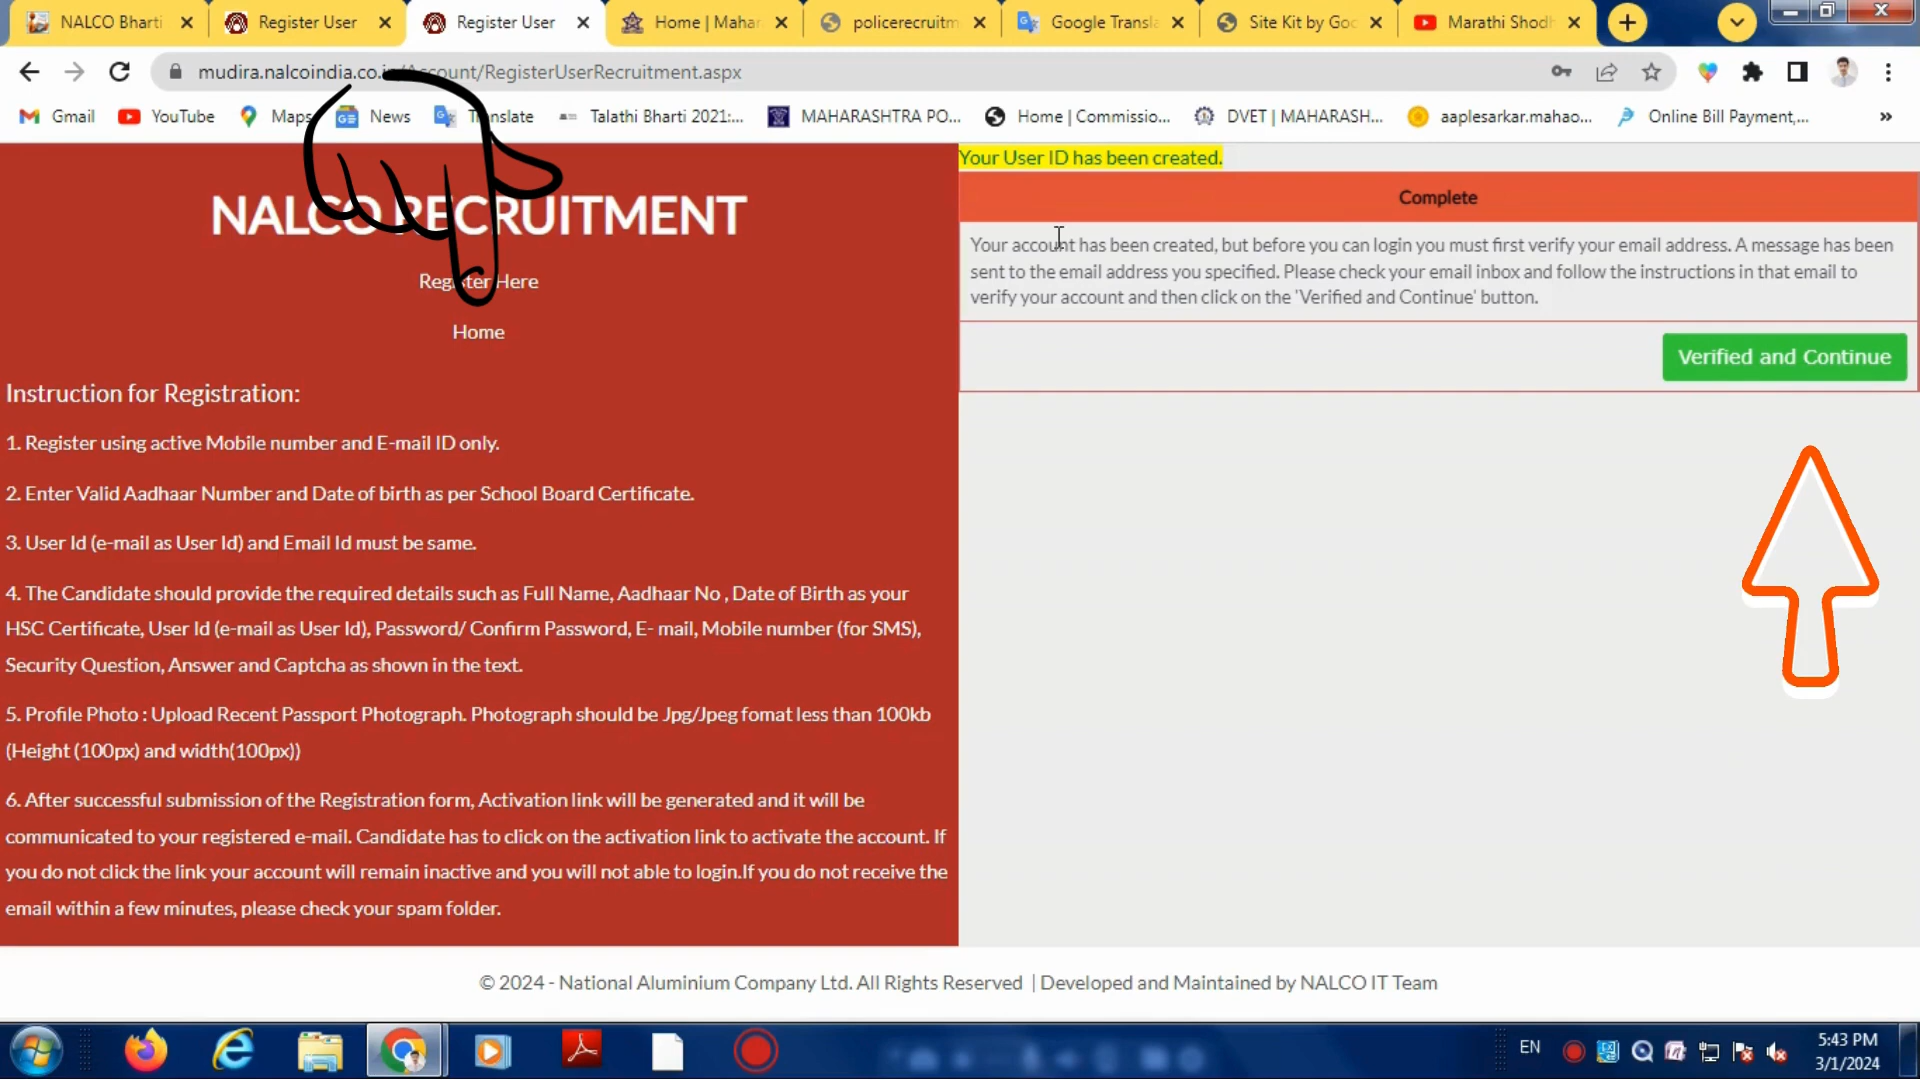 NALCO Bharti
Register User
Register User
Home | Mahar
policerecruitm
Google Transla
Site Kit by Goo
Marathi Shodh
mudira.nalcoindia.co.in/Account/RegisterUserRecruitment.aspx
Gmail
YouTube
Maps
News
Translate
Talathi Bharti 2021:...
MAHARASHTRA PO...
Home | Commissio...
DVET | MAHARASH...
aaplesarkar.mahao...
Online Bill Payment,...
»
NALCO RECRUITMENT
Register Here
Home
Instruction for Registration:
1. Register using active Mobile number and E-mail ID only.
2. Enter Valid Aadhaar Number and Date of birth as per School Board Certificate.
3. User Id (e-mail as User Id) and Email Id must be same.
4. The Candidate should provide the required details such as Full Name, Aadhaar No , Date of Birth as your
HSC Certificate, User Id (e-mail as User Id), Password/ Confirm Password, E- mail, Mobile number (for SMS),
Security Question, Answer and Captcha as shown in the text.
5. Profile Photo : Upload Recent Passport Photograph. Photograph should be Jpg/Jpeg fomat less than 100kb
(Height (100px) and width(100px))
6. After successful submission of the Registration form, Activation link will be generated and it will be
communicated to your registered e-mail. Candidate has to click on the activation link to activate the account. If
you do not click the link your account will remain inactive and you will not able to login.If you do not receive the
email within a few minutes, please check your spam folder.
Your User ID has been created.
Complete
Your account has been created, but before you can login you must first verify your email address. A message has been
sent to the email address you specified. Please check your email inbox and follow the instructions in that email to
verify your account and then click on the 'Verified and Continue' button.
Verified and Continue
© 2024 - National Aluminium Company Ltd. All Rights Reserved | Developed and Maintained by NALCO IT Team
EN
5:43 PM
3/1/2024